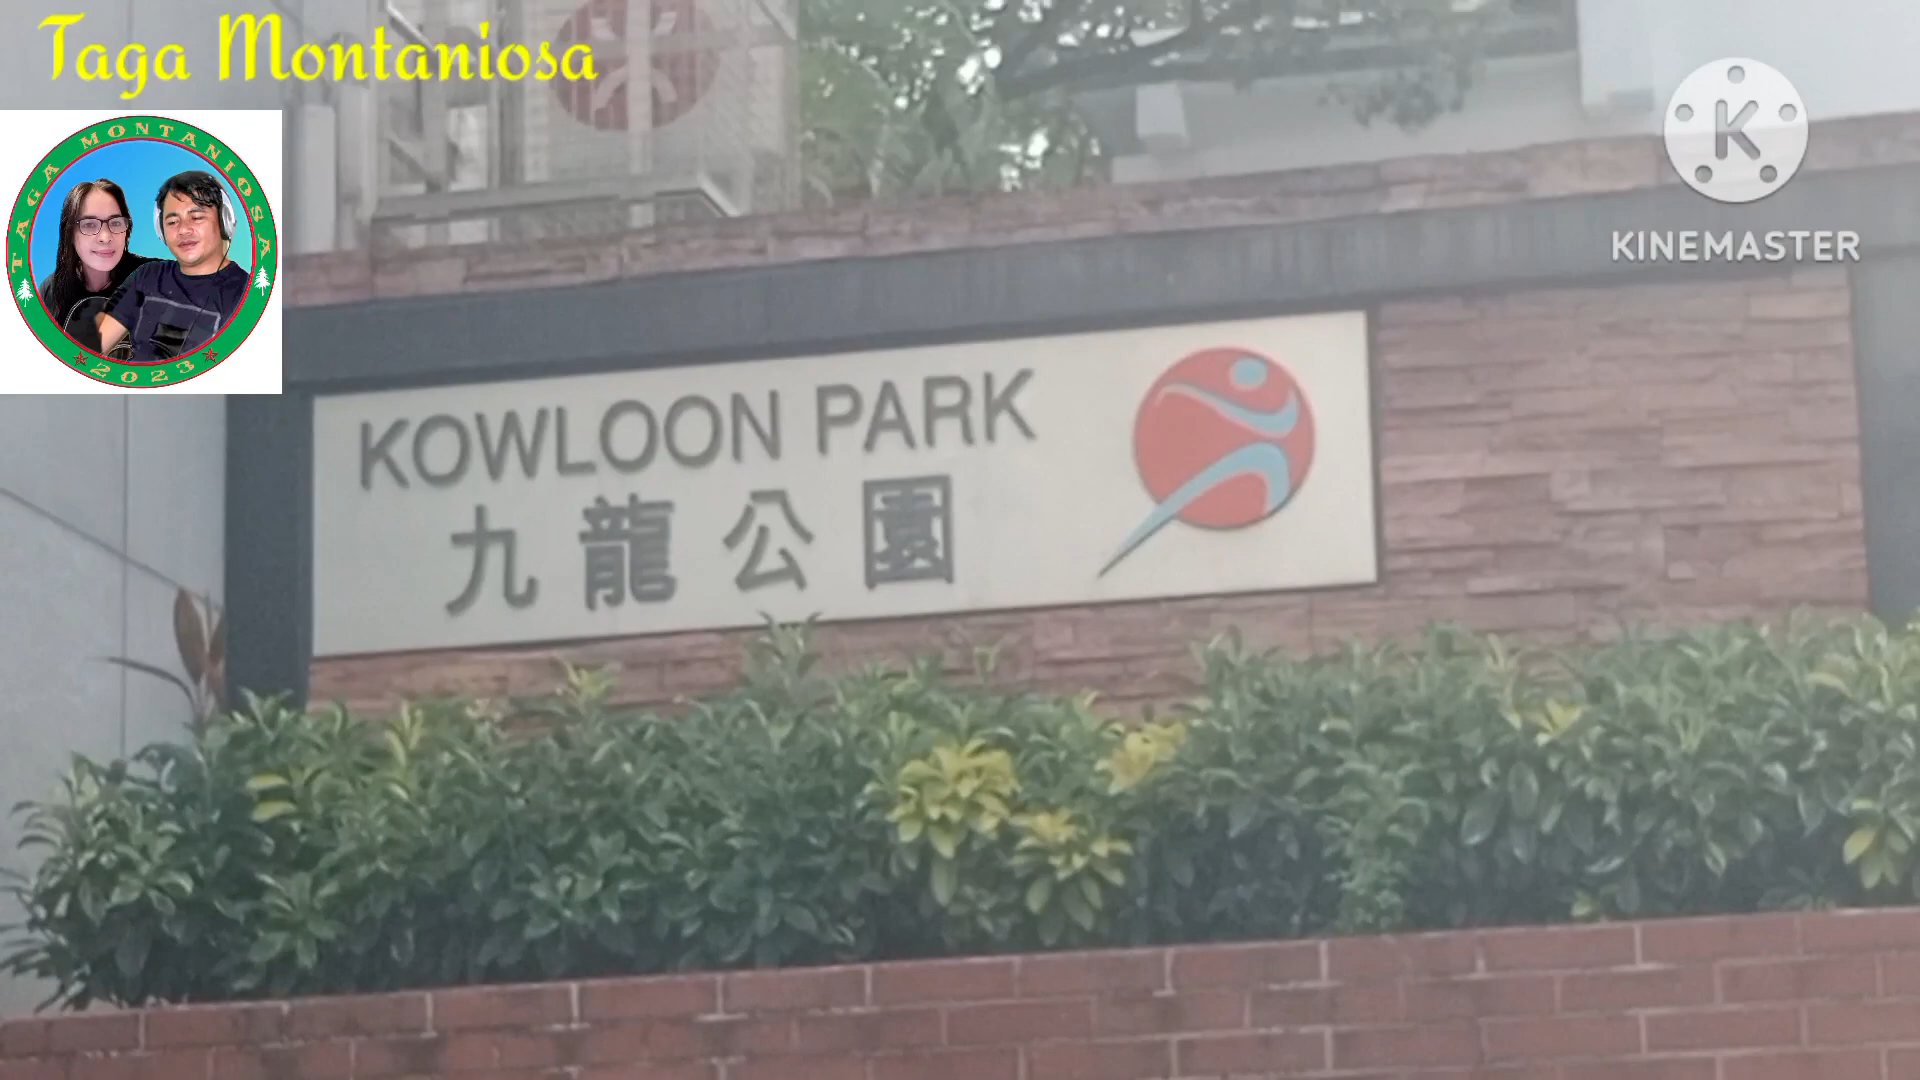 Taga Montaniosa
TAGA MONTANIOSA
2023
K
KINEMASTER
KOWLOON PARK
九龍公園